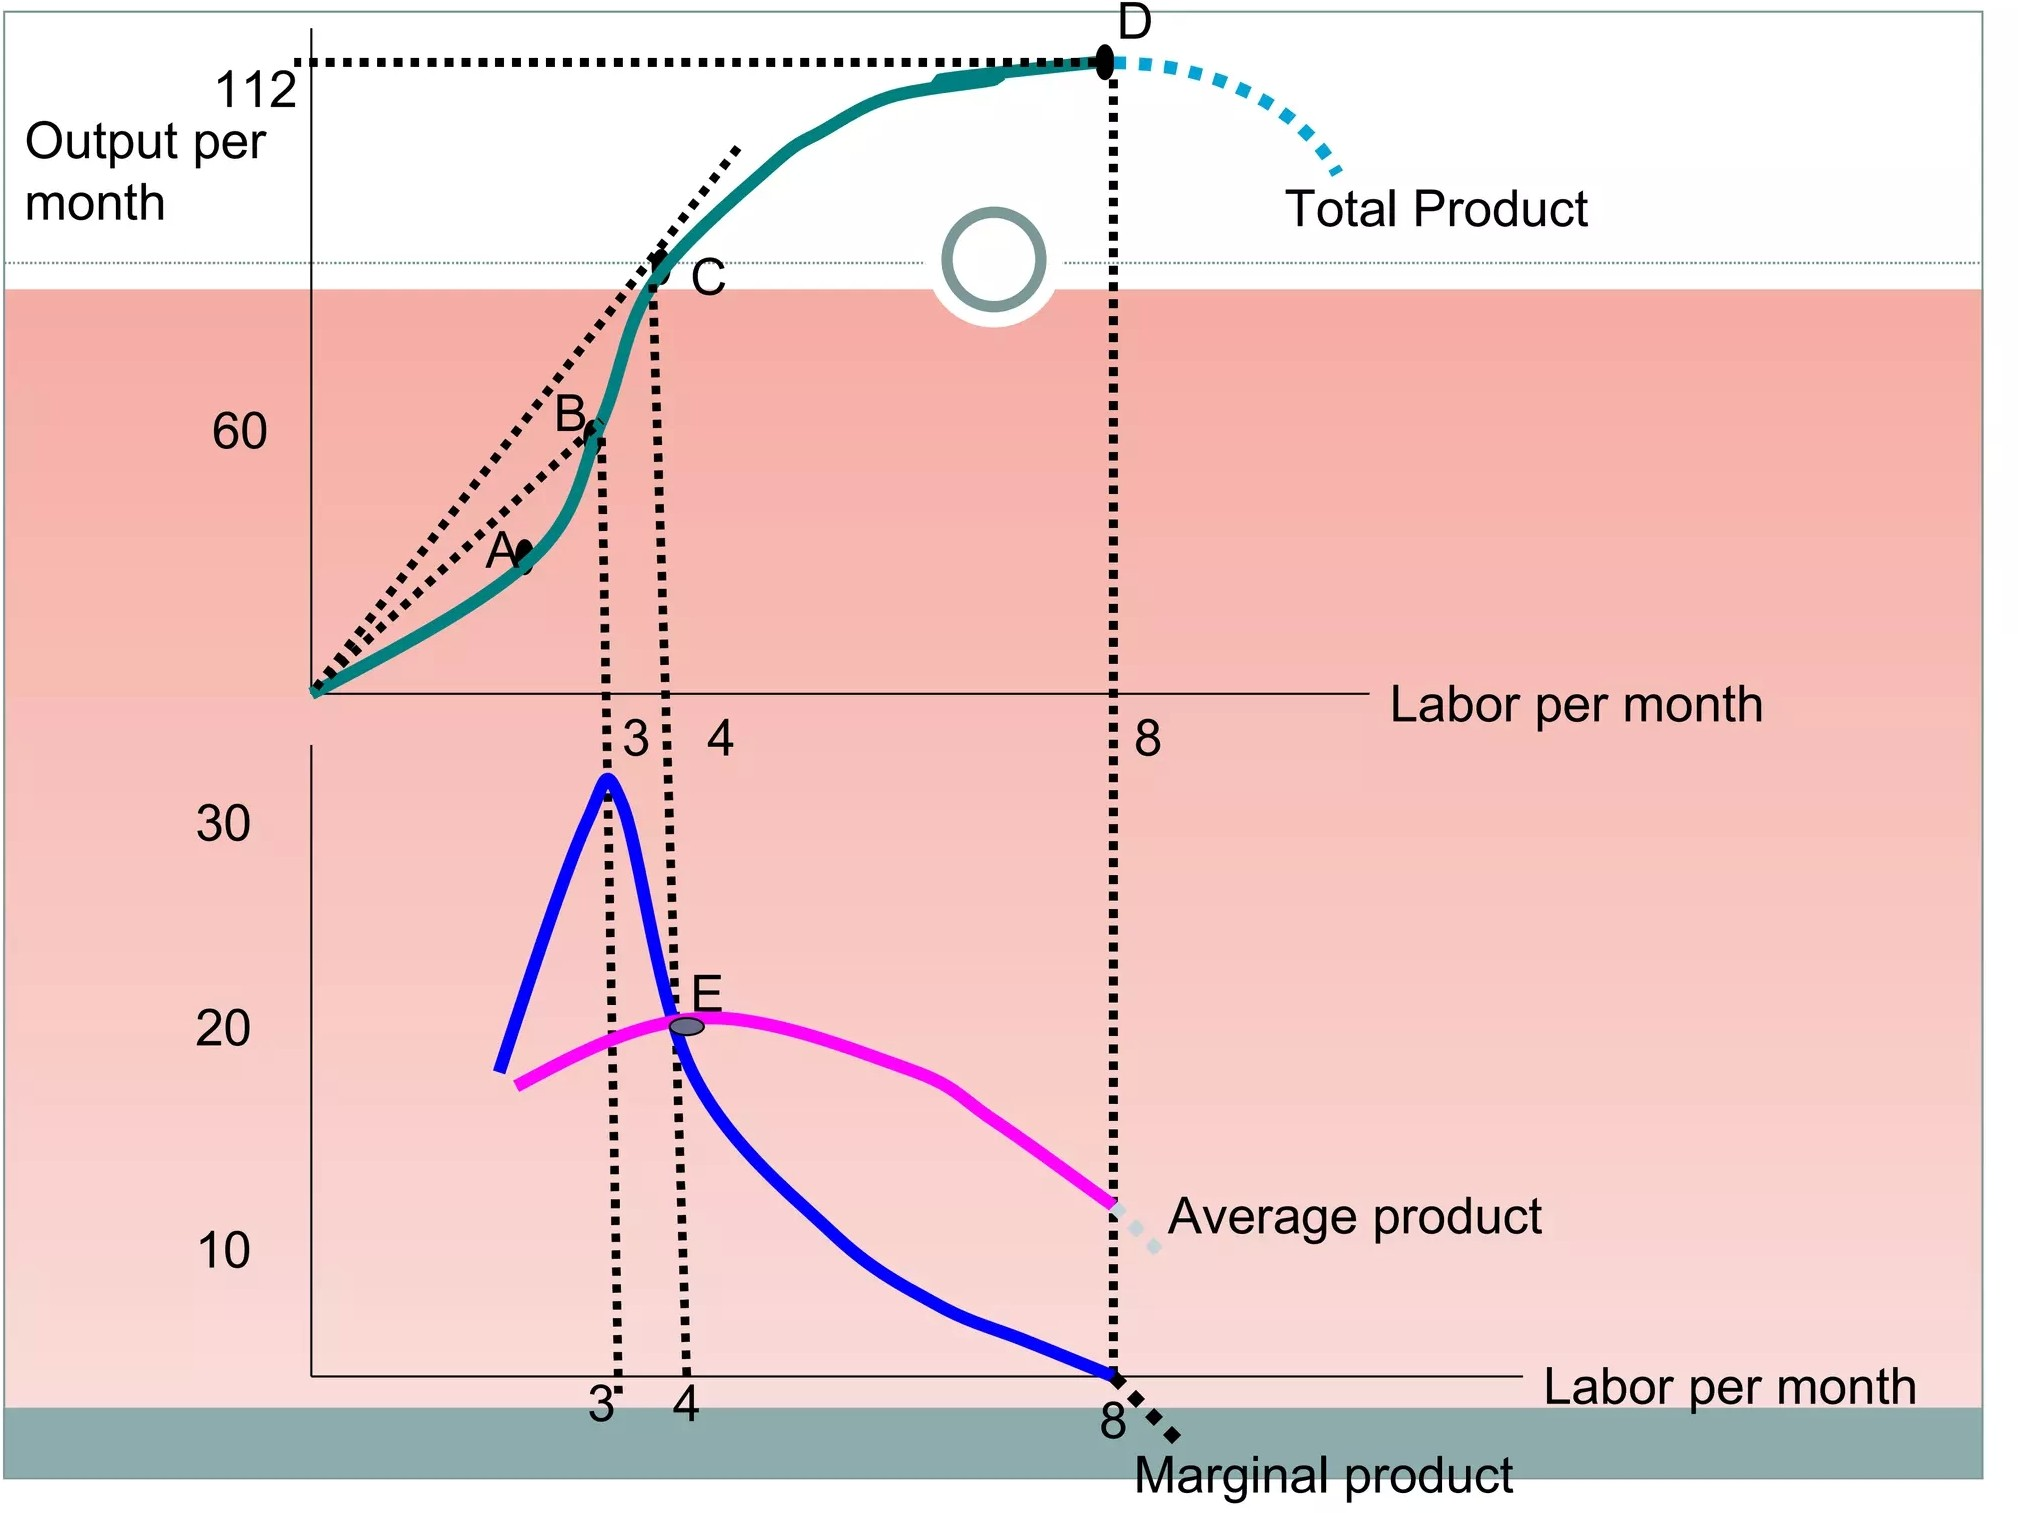 D
112
Output per
month
Total Product
C
B
60
A
Labor per month
3
4
8
30
E
20
Average product
10
Labor per month
3
4
8
Marginal product